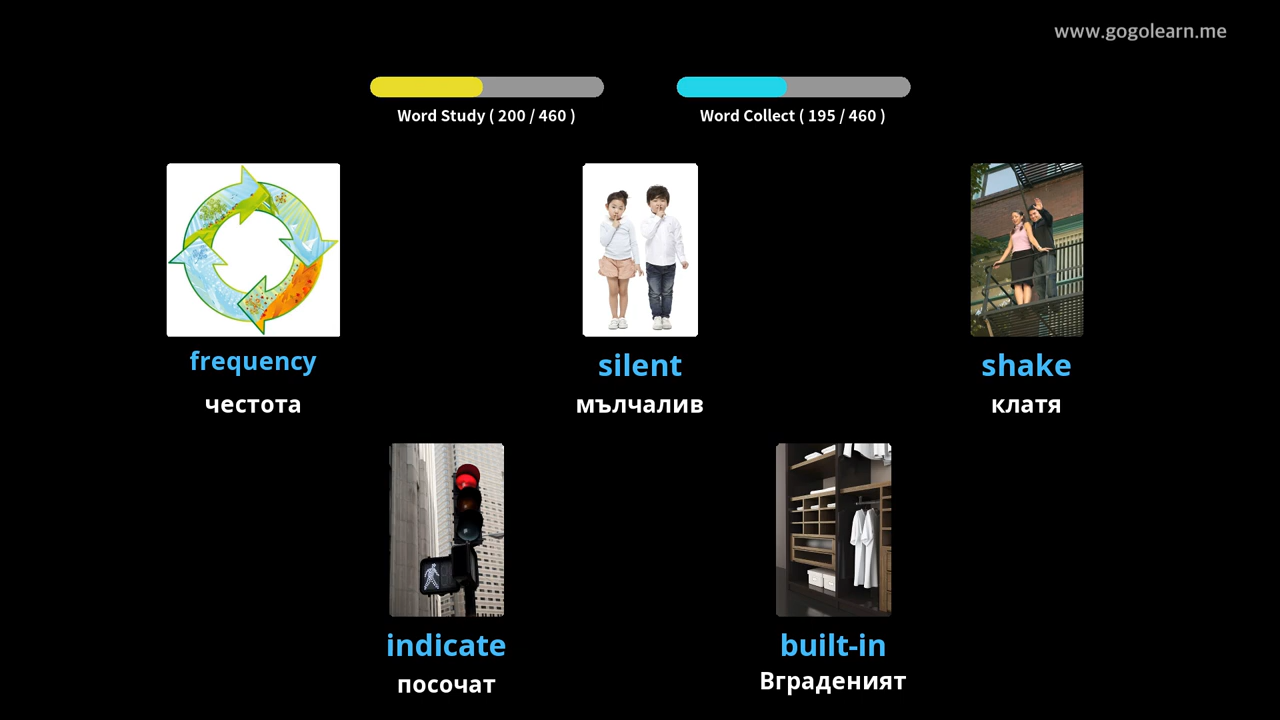 www.gogolearn.me
Word Study ( 200 / 460 )
Word Collect ( 195 / 460 )
frequency
честота
silent
мълчалив
shake
клатя
indicate
посочат
built-in
Вграденият